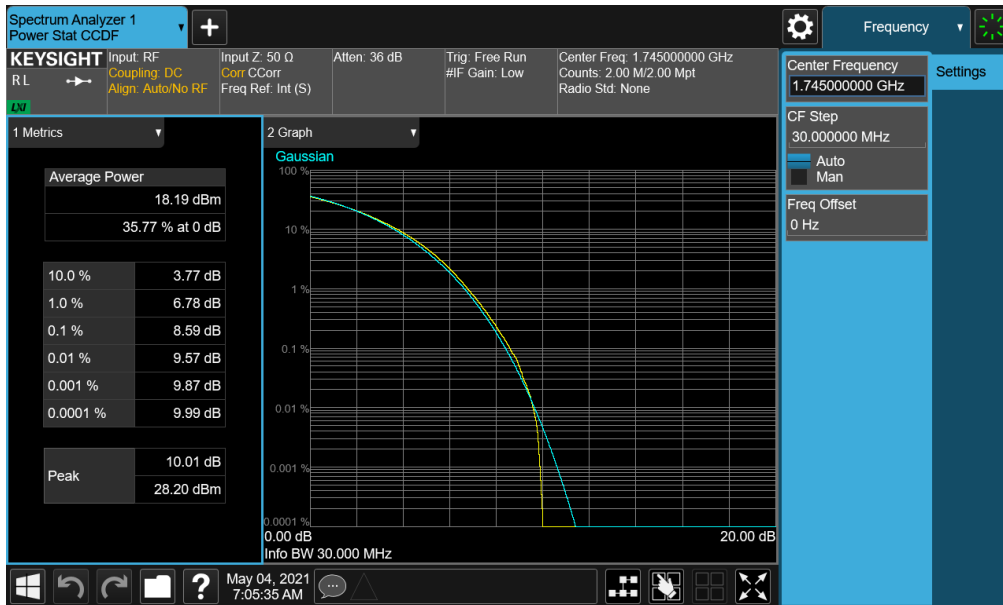 Spectrum Analyzer 1
Power Stat CCDF
Frequency
KEYSIGHT
R L
LXI
Input: RF
Coupling: DC
Align: Auto/No RF
Input Z: 50 Ω
Corr CCorr
Freq Ref: Int (S)
Atten: 36 dB
Trig: Free Run
#IF Gain: Low
Center Freq: 1.745000000 GHz
Counts: 2.00 M/2.00 Mpt
Radio Std: None
Center Frequency
1.745000000 GHz
Settings
CF Step
30.000000 MHz
Auto
Man
Freq Offset
0 Hz
1 Metrics
Average Power
18.19 dBm
35.77 % at 0 dB
10.0 % 3.77 dB
1.0 % 6.78 dB
0.1 % 8.59 dB
0.01 % 9.57 dB
0.001 % 9.87 dB
0.0001 % 9.99 dB
Peak
10.01 dB
28.20 dBm
2 Graph
Gaussian
100 %
10 %
1 %
0.1 %
0.01 %
0.001 %
0.0001 %
0.00 dB 20.00 dB
Info BW 30.000 MHz
?
May 04, 2021
7:05:35 AM